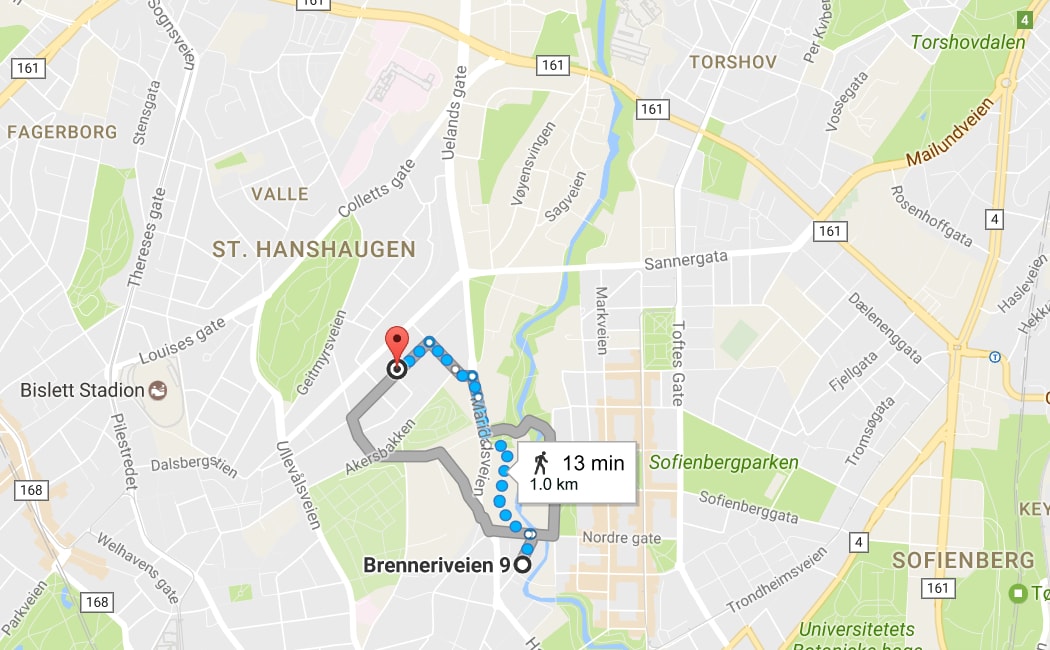 161
Sognsveien
4
Torshovdalen
Per Kvibe
161
161
TORSHOV
161
Uelands gate
Vossegata
Mailundveien
FAGERBORG
Stensgata
Vøyensvingen
Sagveien
Colletts gate
VALLE
Rosenhoffgata
4
161
ST. HANSHAUGEN
Thereses gate
Sannergata
Hasleveien
Markveien
Dælenenggata
Louises gate
Geitmyrsveien
Toftes Gate
T
Fjellgata
Bislett Stadion
Maridalsveien
Pilestredet
Akersbakken
Tromsøgata
Dalsbergstien
Ullevålsveien
13 min
1.0 km
Sofienbergparken
168
Sofienberggata
KEY
Nordre gate
4
Welhavens gate
Brenneriveien 9
SOFIENBERG
Trondheimsveien
161
168
Parkveien
Universitetets
Botaniske hage